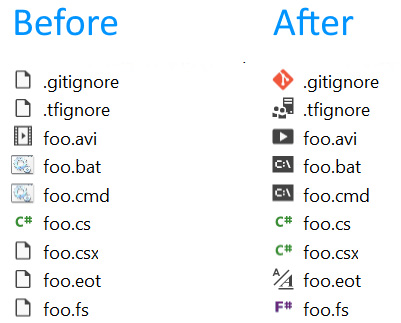 Before After
.gitignore .gitignore
.tfignore .tfignore
foo.avi foo.avi
foo.bat C:\ foo.bat
foo.cmd C:\ foo.cmd
C# foo.cs C# foo.cs
foo.csx C# foo.csx
foo.eot A/A foo.eot
foo.fs F# foo.fs